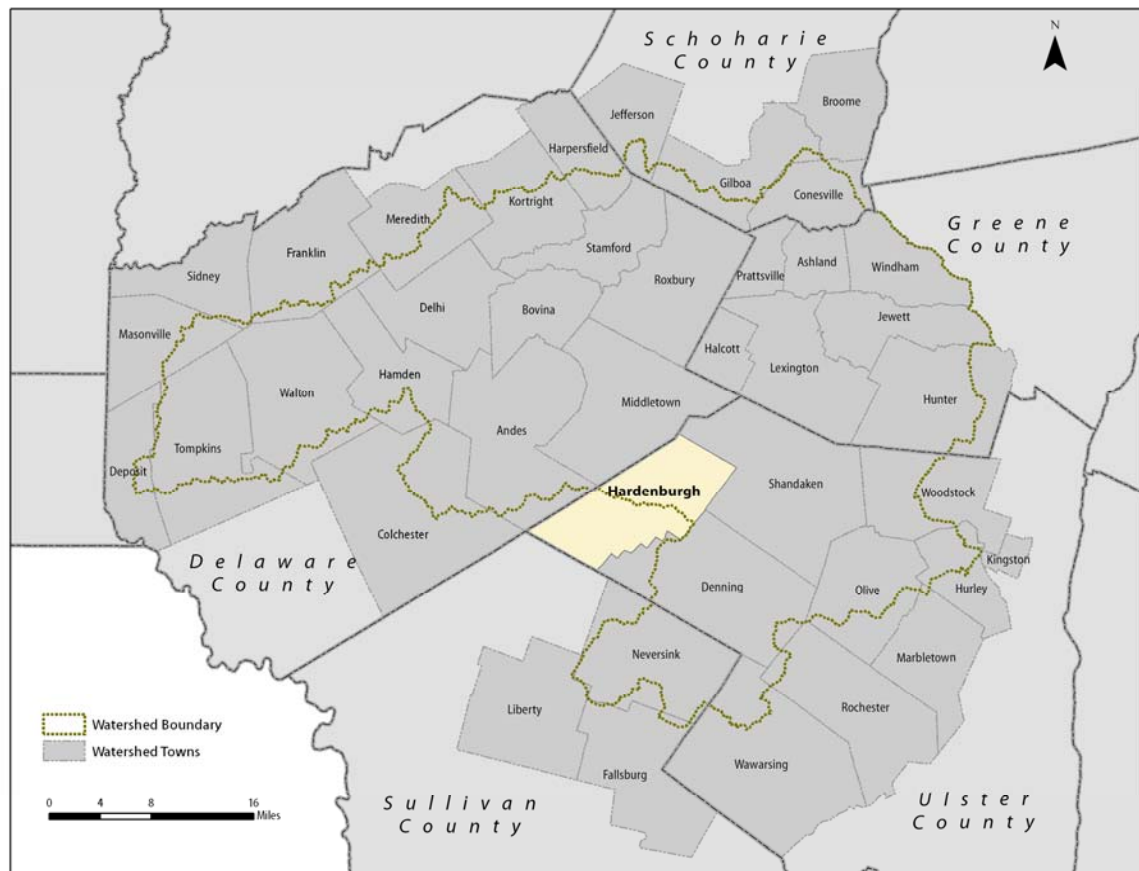 N
Schoharie
County
Broome
Jefferson
Harpersfield
Gilboa
Conesville
Kortright
Meredith
Greene
County
Franklin
Stamford
Sidney
Prattsville
Ashland
Windham
Roxbury
Delhi
Bovina
Jewett
Masonville
Halcott
Lexington
Hamden
Walton
Hunter
Middletown
Andes
Tompkins
Deposit
Shandaken
Hardenburgh
Woodstock
Colchester
Kingston
Delaware
County
Denning
Olive
Hurley
Neversink
Marbletown
Liberty
Rochester
Watershed Boundary
Watershed Towns
Wawarsing
Fallsburg
0 4 8 16
Miles
Sullivan
County
Ulster
County